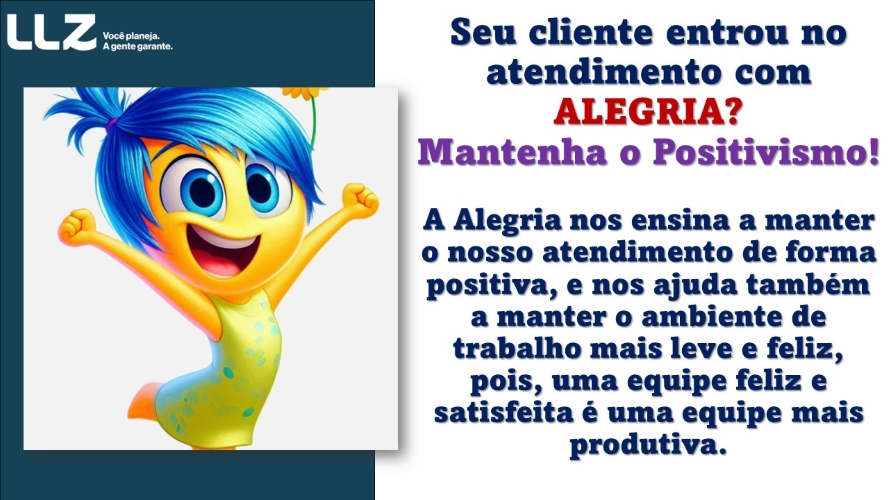 LLZ
Você planeja.
A gente garante.
Seu cliente entrou no
atendimento com
ALEGRIA?
Mantenha o Positivismo!
A Alegria nos ensina a manter
o nosso atendimento de forma
positiva, e nos ajuda também
a manter o ambiente de
trabalho mais leve e feliz,
pois, uma equipe feliz e
satisfeita é uma equipe mais
produtiva.